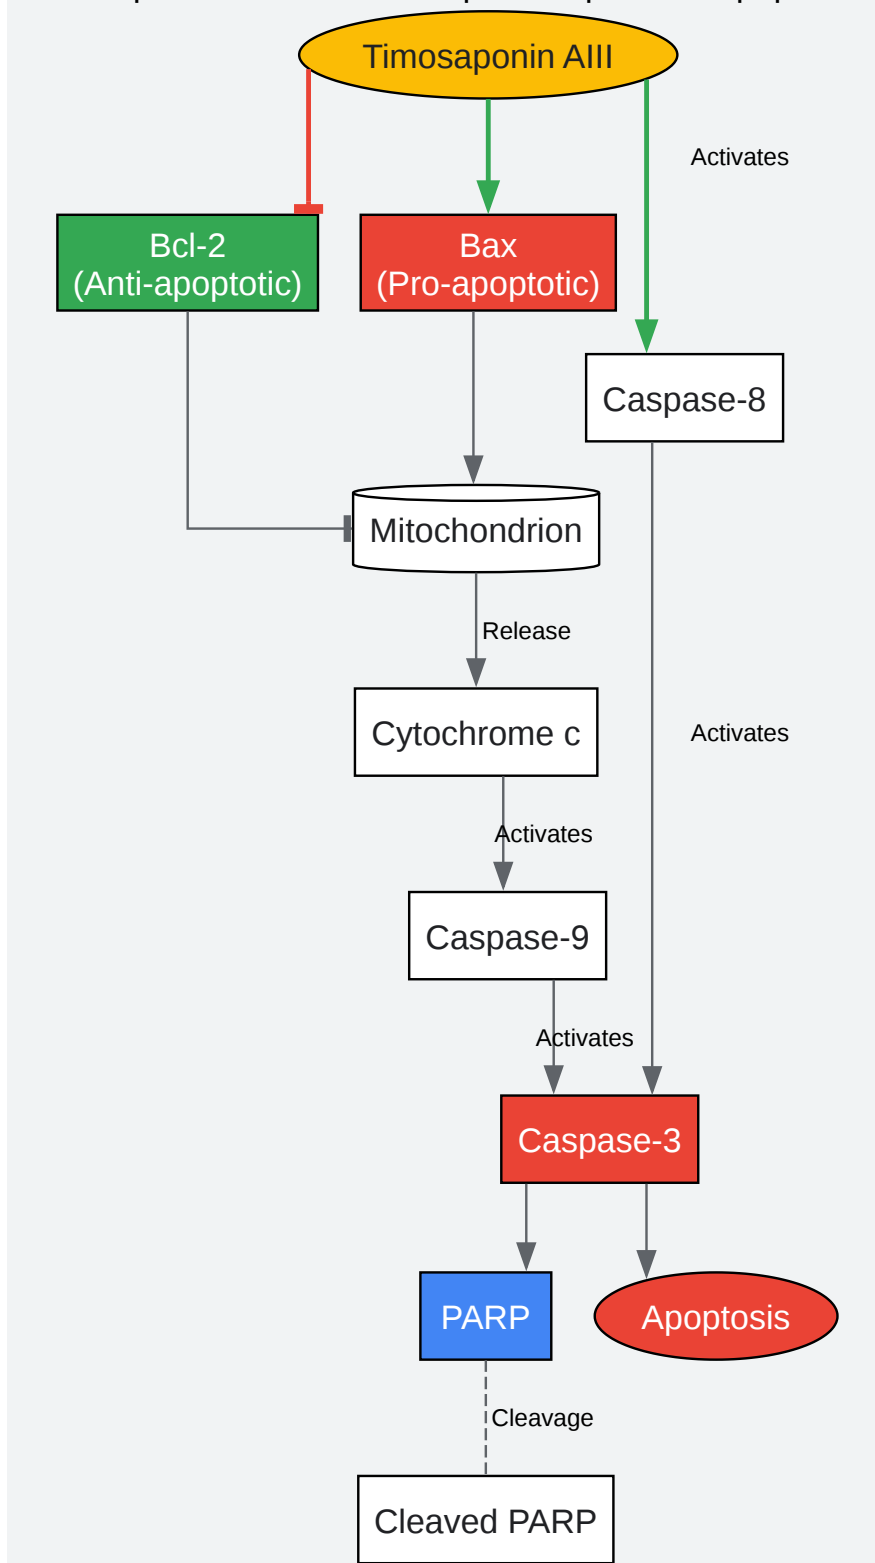 Timosaponin AIII
Activates
Bcl-2
(Anti-apoptotic)
Bax
(Pro-apoptotic)
Caspase-8
Mitochondrion
Release
Cytochrome c
Activates
Activates
Caspase-9
Activates
Caspase-3
PARP
Apoptosis
Cleavage
Cleaved PARP